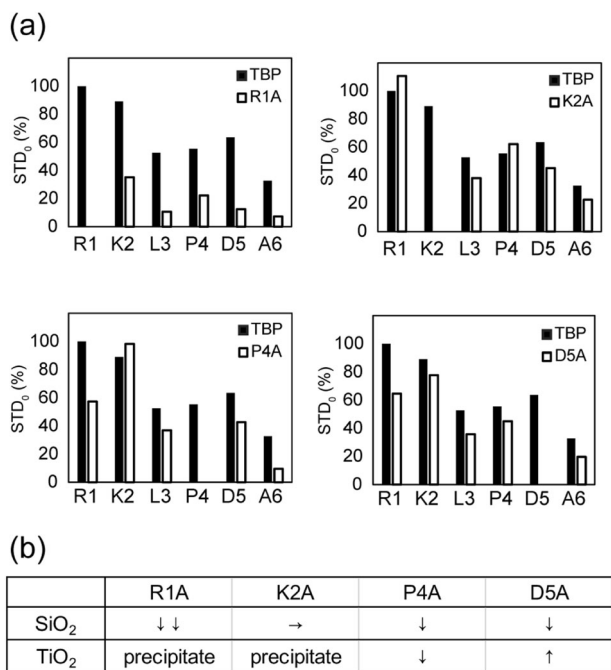 (a)
100
80
60
40
20
0
STD₀ (%)
TBP
R1A
R1 K2 L3 P4 D5 A6
100
80
60
40
20
0
STD₀ (%)
TBP
K2A
R1 K2 L3 P4 D5 A6
100
80
60
40
20
0
STD₀ (%)
TBP
P4A
R1 K2 L3 P4 D5 A6
100
80
60
40
20
0
STD₀ (%)
TBP
D5A
R1 K2 L3 P4 D5 A6
(b)
R1A K2A P4A D5A
SiO₂ ↓↓ → ↓ ↓
TiO₂ precipitate precipitate ↓ ↑